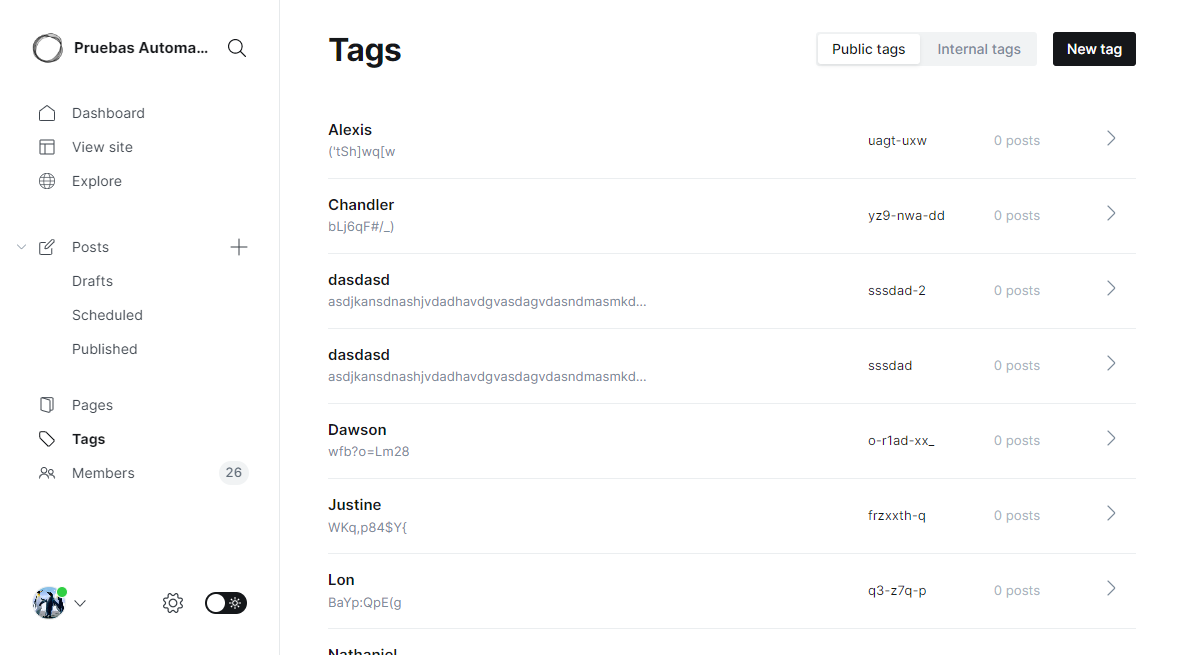 Pruebas Automa...
Dashboard
View site
Explore
Posts
Drafts
Scheduled
Published
Pages
Tags
Members 26
Tags
Public tags Internal tags New tag
Alexis
('tSh]wq[w
uagt-uxw 0 posts
Chandler
bLj6qF#/_)
yz9-nwa-dd 0 posts
dasdasd
asdjkansdnashjvdadhavdgvasdagvdasndmasmkd...
sssdad-2 0 posts
dasdasd
asdjkansdnashjvdadhavdgvasdagvdasndmasmkd...
sssdad 0 posts
Dawson
wfb?o=Lm28
o-r1ad-xx_ 0 posts
Justine
WKq,p84$Y{
frzxxth-q 0 posts
Lon
BaYp:QpE(g
q3-z7q-p 0 posts
Nathaniel